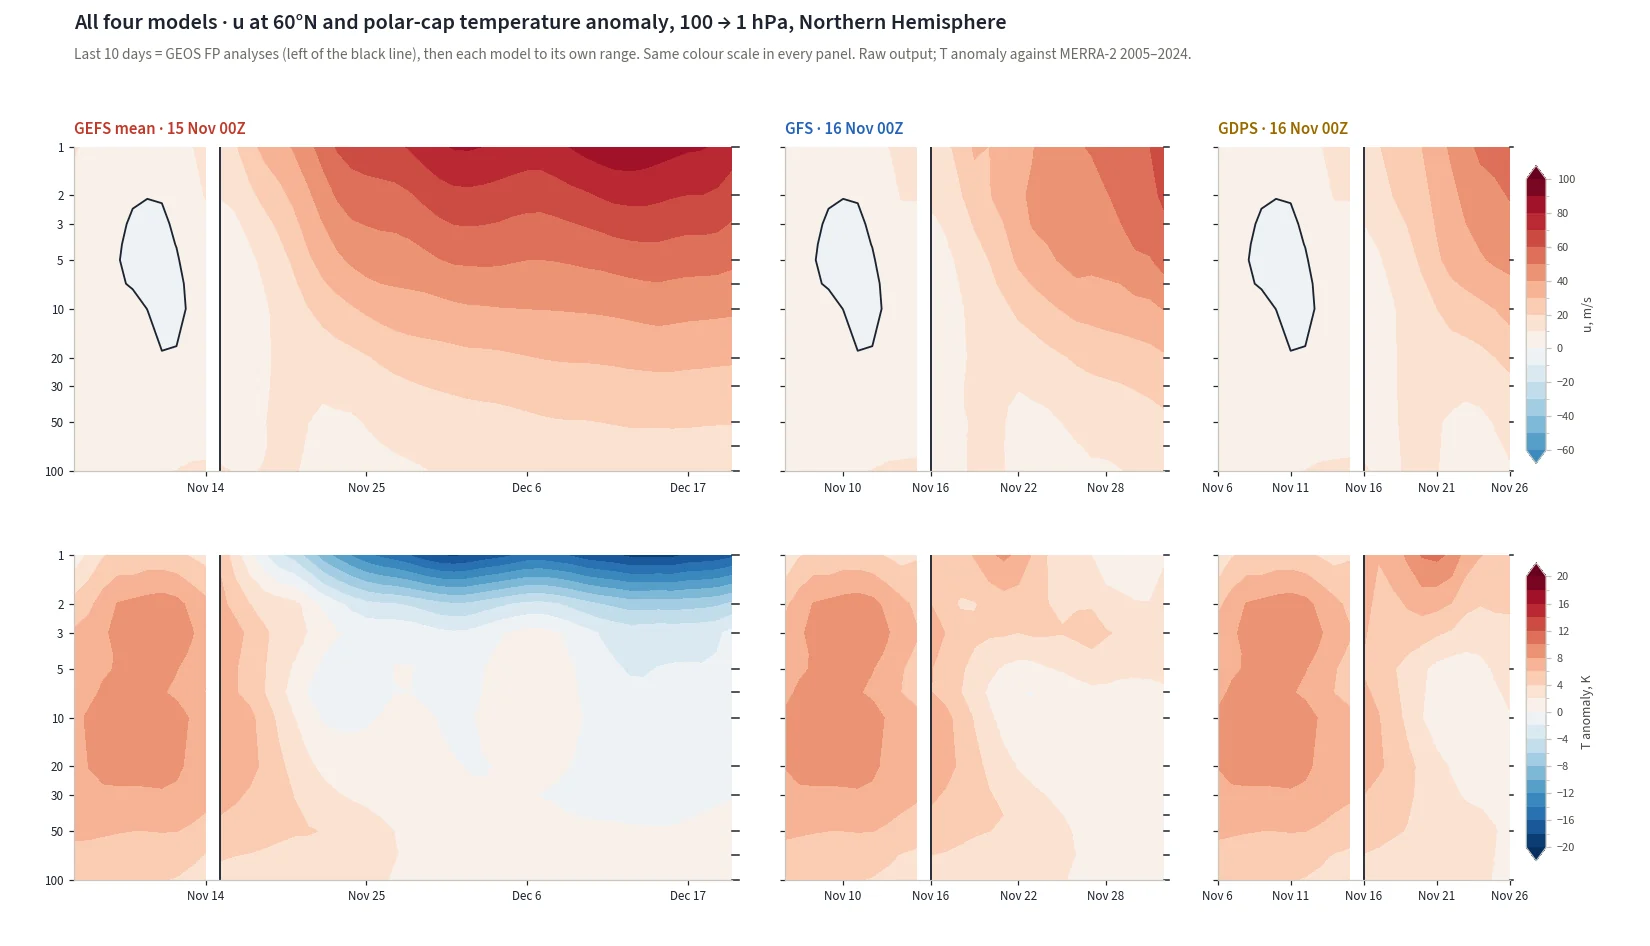 All four models · u at 60°N and polar-cap temperature anomaly, 100 → 1 hPa, Northern Hemisphere
Last 10 days = GEOS FP analyses (left of the black line), then each model to its own range. Same colour scale in every panel. Raw output; T anomaly against MERRA-2 2005–2024.
GEFS mean · 15 Nov 00Z
1
2
3
5
10
20
30
50
100
Nov 14
Nov 25
Dec 6
Dec 17
GFS · 16 Nov 00Z
Nov 10
Nov 16
Nov 22
Nov 28
GDPS · 16 Nov 00Z
Nov 6
Nov 11
Nov 16
Nov 21
Nov 26
100
80
60
40
20
0
−20
−40
−60
u, m/s
1
2
3
5
10
20
30
50
100
Nov 14
Nov 25
Dec 6
Dec 17
Nov 10
Nov 16
Nov 22
Nov 28
Nov 6
Nov 11
Nov 16
Nov 21
Nov 26
20
16
12
8
4
0
−4
−8
−12
−16
−20
T anomaly, K